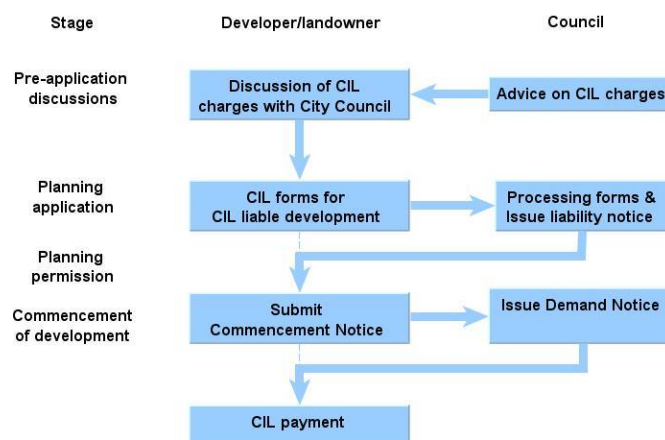 Stage Developer/landowner Council
Pre-application
discussions
Discussion of CIL
charges with City Council
Advice on CIL charges
Planning
application
CIL forms for
CIL liable development
Processing forms &
Issue liability notice
Planning
permission
Commencement
of development
Submit
Commencement Notice
Issue Demand Notice
CIL payment